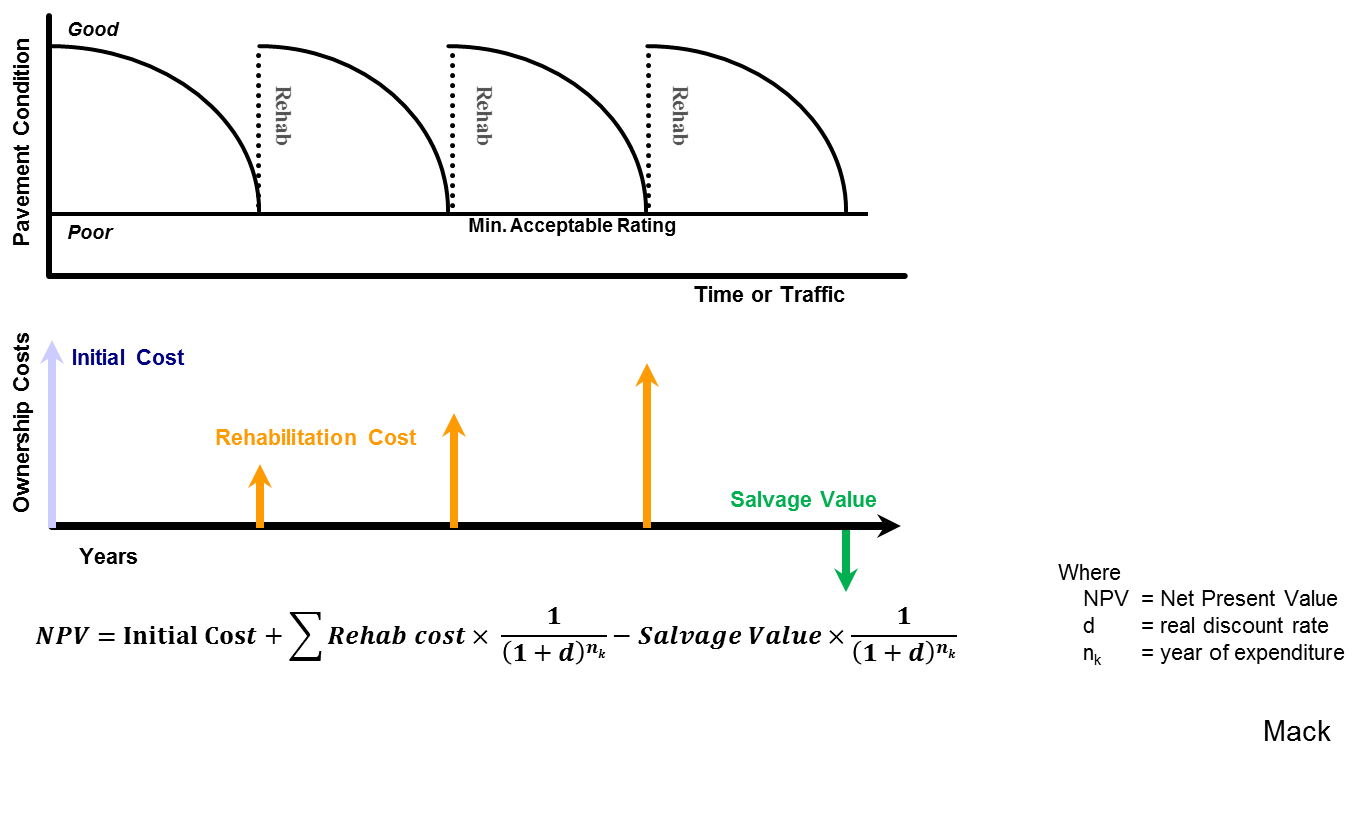 Good
Pavement Condition
Rehab
Rehab
Rehab
Poor
Min. Acceptable Rating
Time or Traffic
Ownership Costs
Initial Cost
Rehabilitation Cost
Salvage Value
Years
NPV = Initial Cost + ∑ Rehab cost × 1/(1 + d)^{n_k} − Salvage Value × 1/(1 + d)^{n_k}
Where
NPV = Net Present Value
d = real discount rate
n_k = year of expenditure
Mack